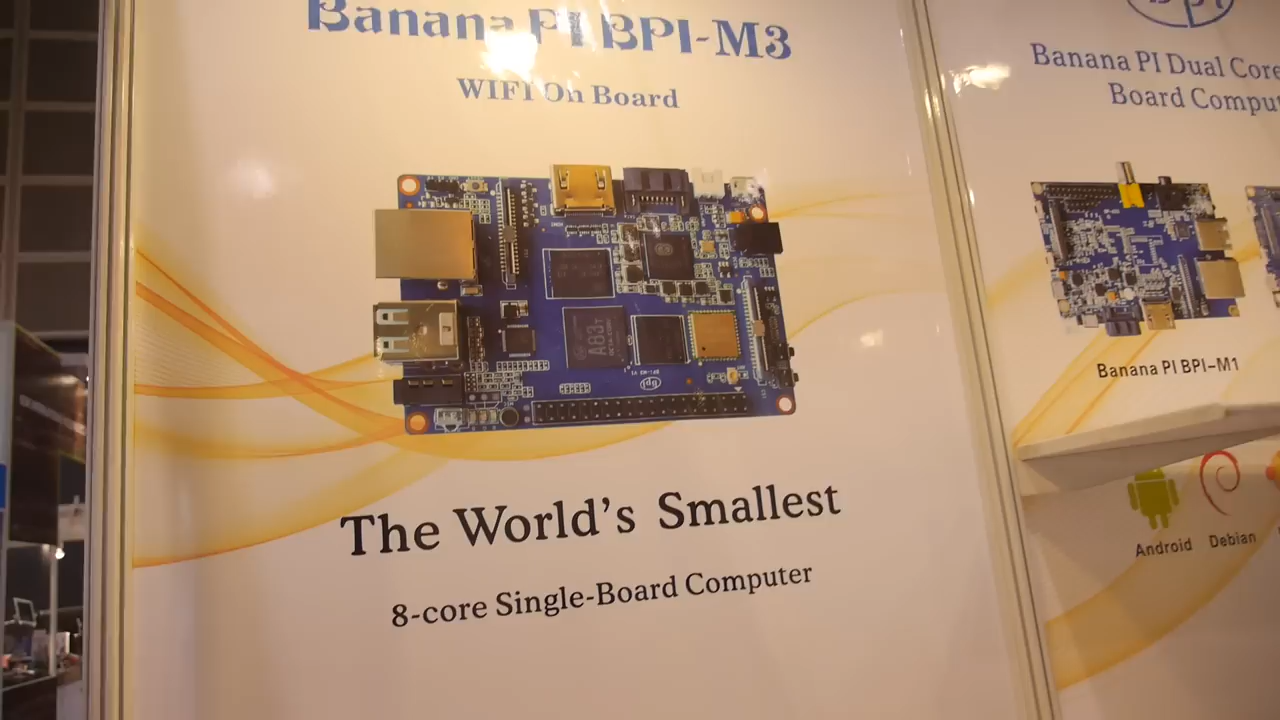 Banana PI BPI-M3
WIFI On Board
A83T
bpi
The World's Smallest
8-core Single-Board Computer
Banana PI Dual Core
Board Comput
Banana PI BPI-M1
Android Debian